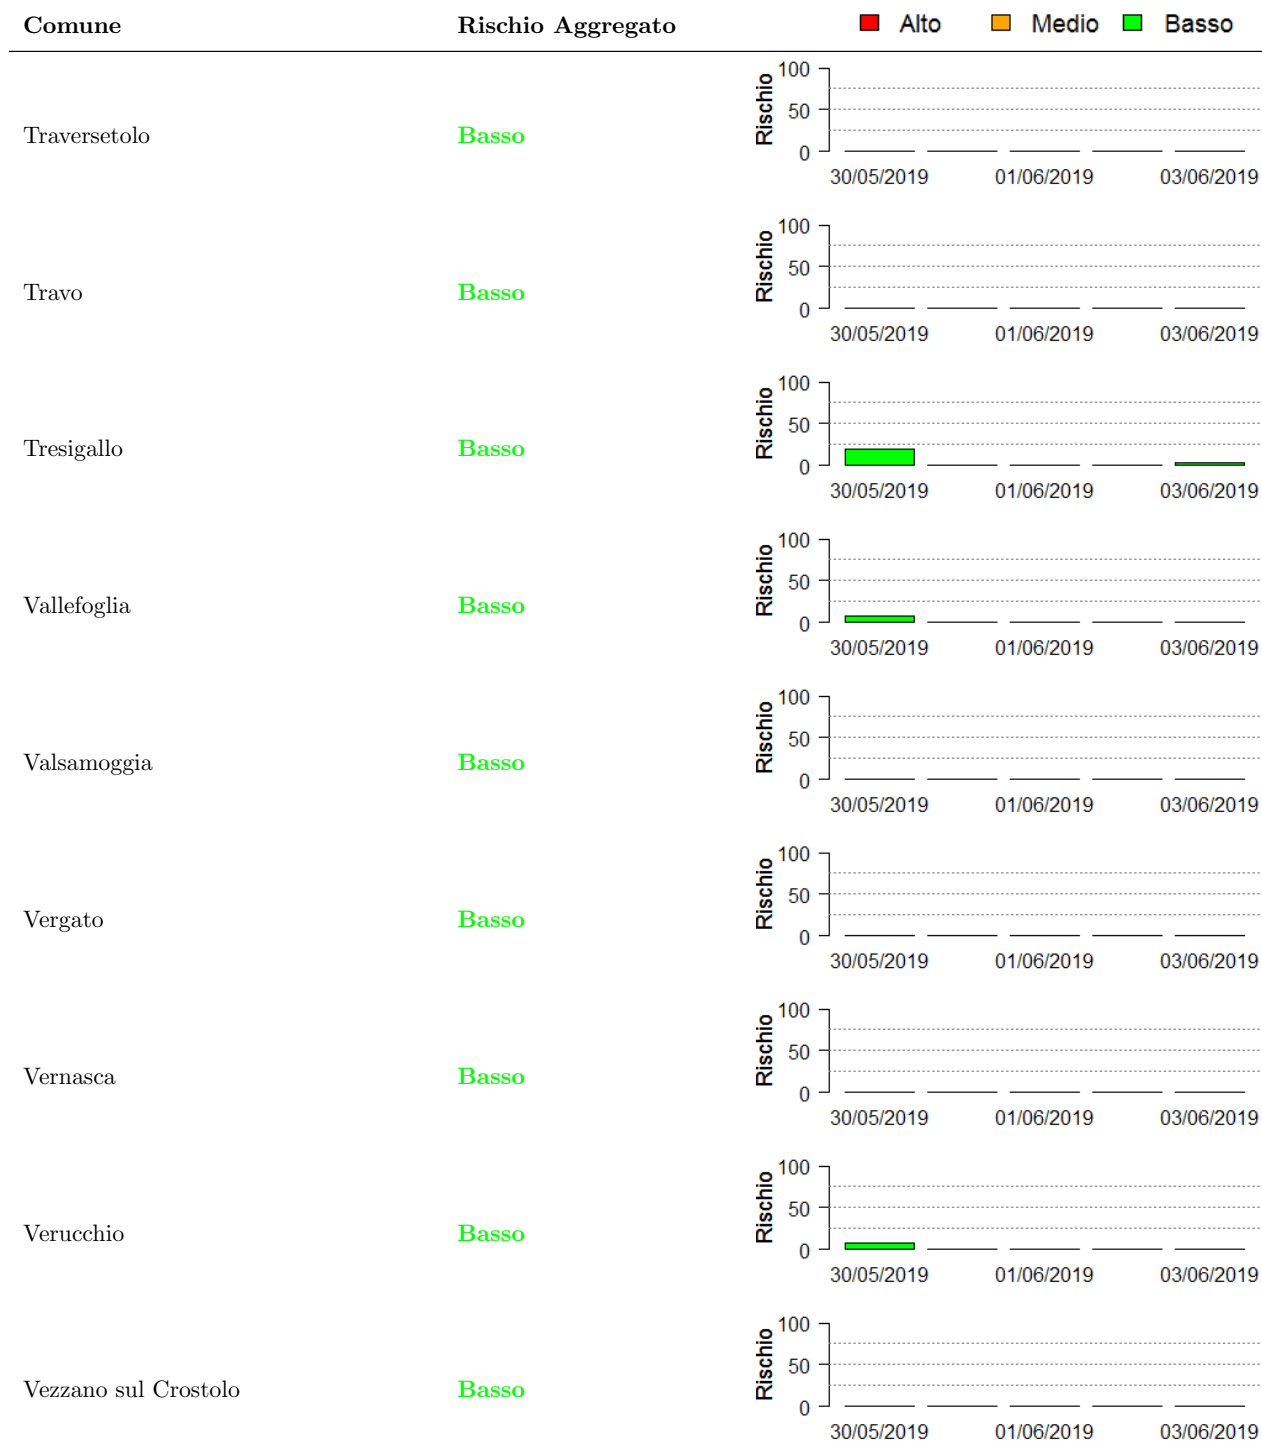 Comune Rischio Aggregato Alto Medio Basso
100
50
0
Rischio
Traversetolo Basso
30/05/2019 01/06/2019 03/06/2019
100
50
0
Rischio
Travo Basso
30/05/2019 01/06/2019 03/06/2019
100
50
0
Rischio
Tresigallo Basso
30/05/2019 01/06/2019 03/06/2019
100
50
0
Rischio
Vallefoglia Basso
30/05/2019 01/06/2019 03/06/2019
100
50
0
Rischio
Valsamoggia Basso
30/05/2019 01/06/2019 03/06/2019
100
50
0
Rischio
Vergato Basso
30/05/2019 01/06/2019 03/06/2019
100
50
0
Rischio
Vernasca Basso
30/05/2019 01/06/2019 03/06/2019
100
50
0
Rischio
Verucchio Basso
30/05/2019 01/06/2019 03/06/2019
100
50
0
Rischio
Vezzano sul Crostolo Basso
30/05/2019 01/06/2019 03/06/2019